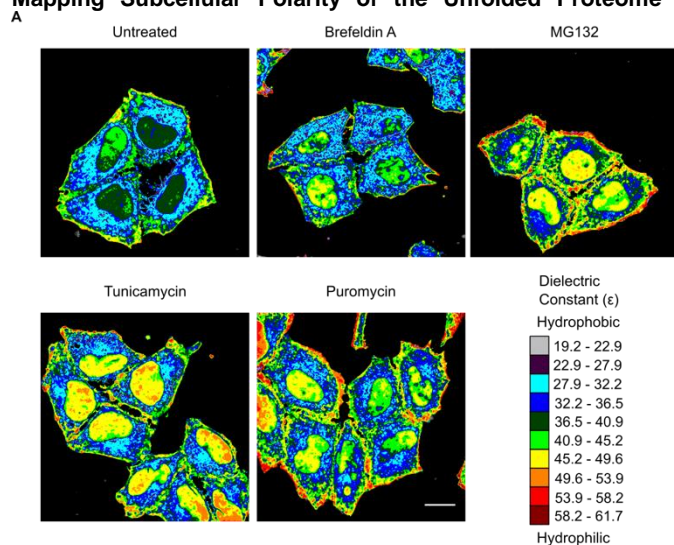 Mapping Subcellular Polarity of the Unfolded Proteome
A
Untreated
Brefeldin A
MG132
Tunicamycin
Puromycin
Dielectric
Constant (ε)
Hydrophobic
19.2 - 22.9
22.9 - 27.9
27.9 - 32.2
32.2 - 36.5
36.5 - 40.9
40.9 - 45.2
45.2 - 49.6
49.6 - 53.9
53.9 - 58.2
58.2 - 61.7
Hydrophilic